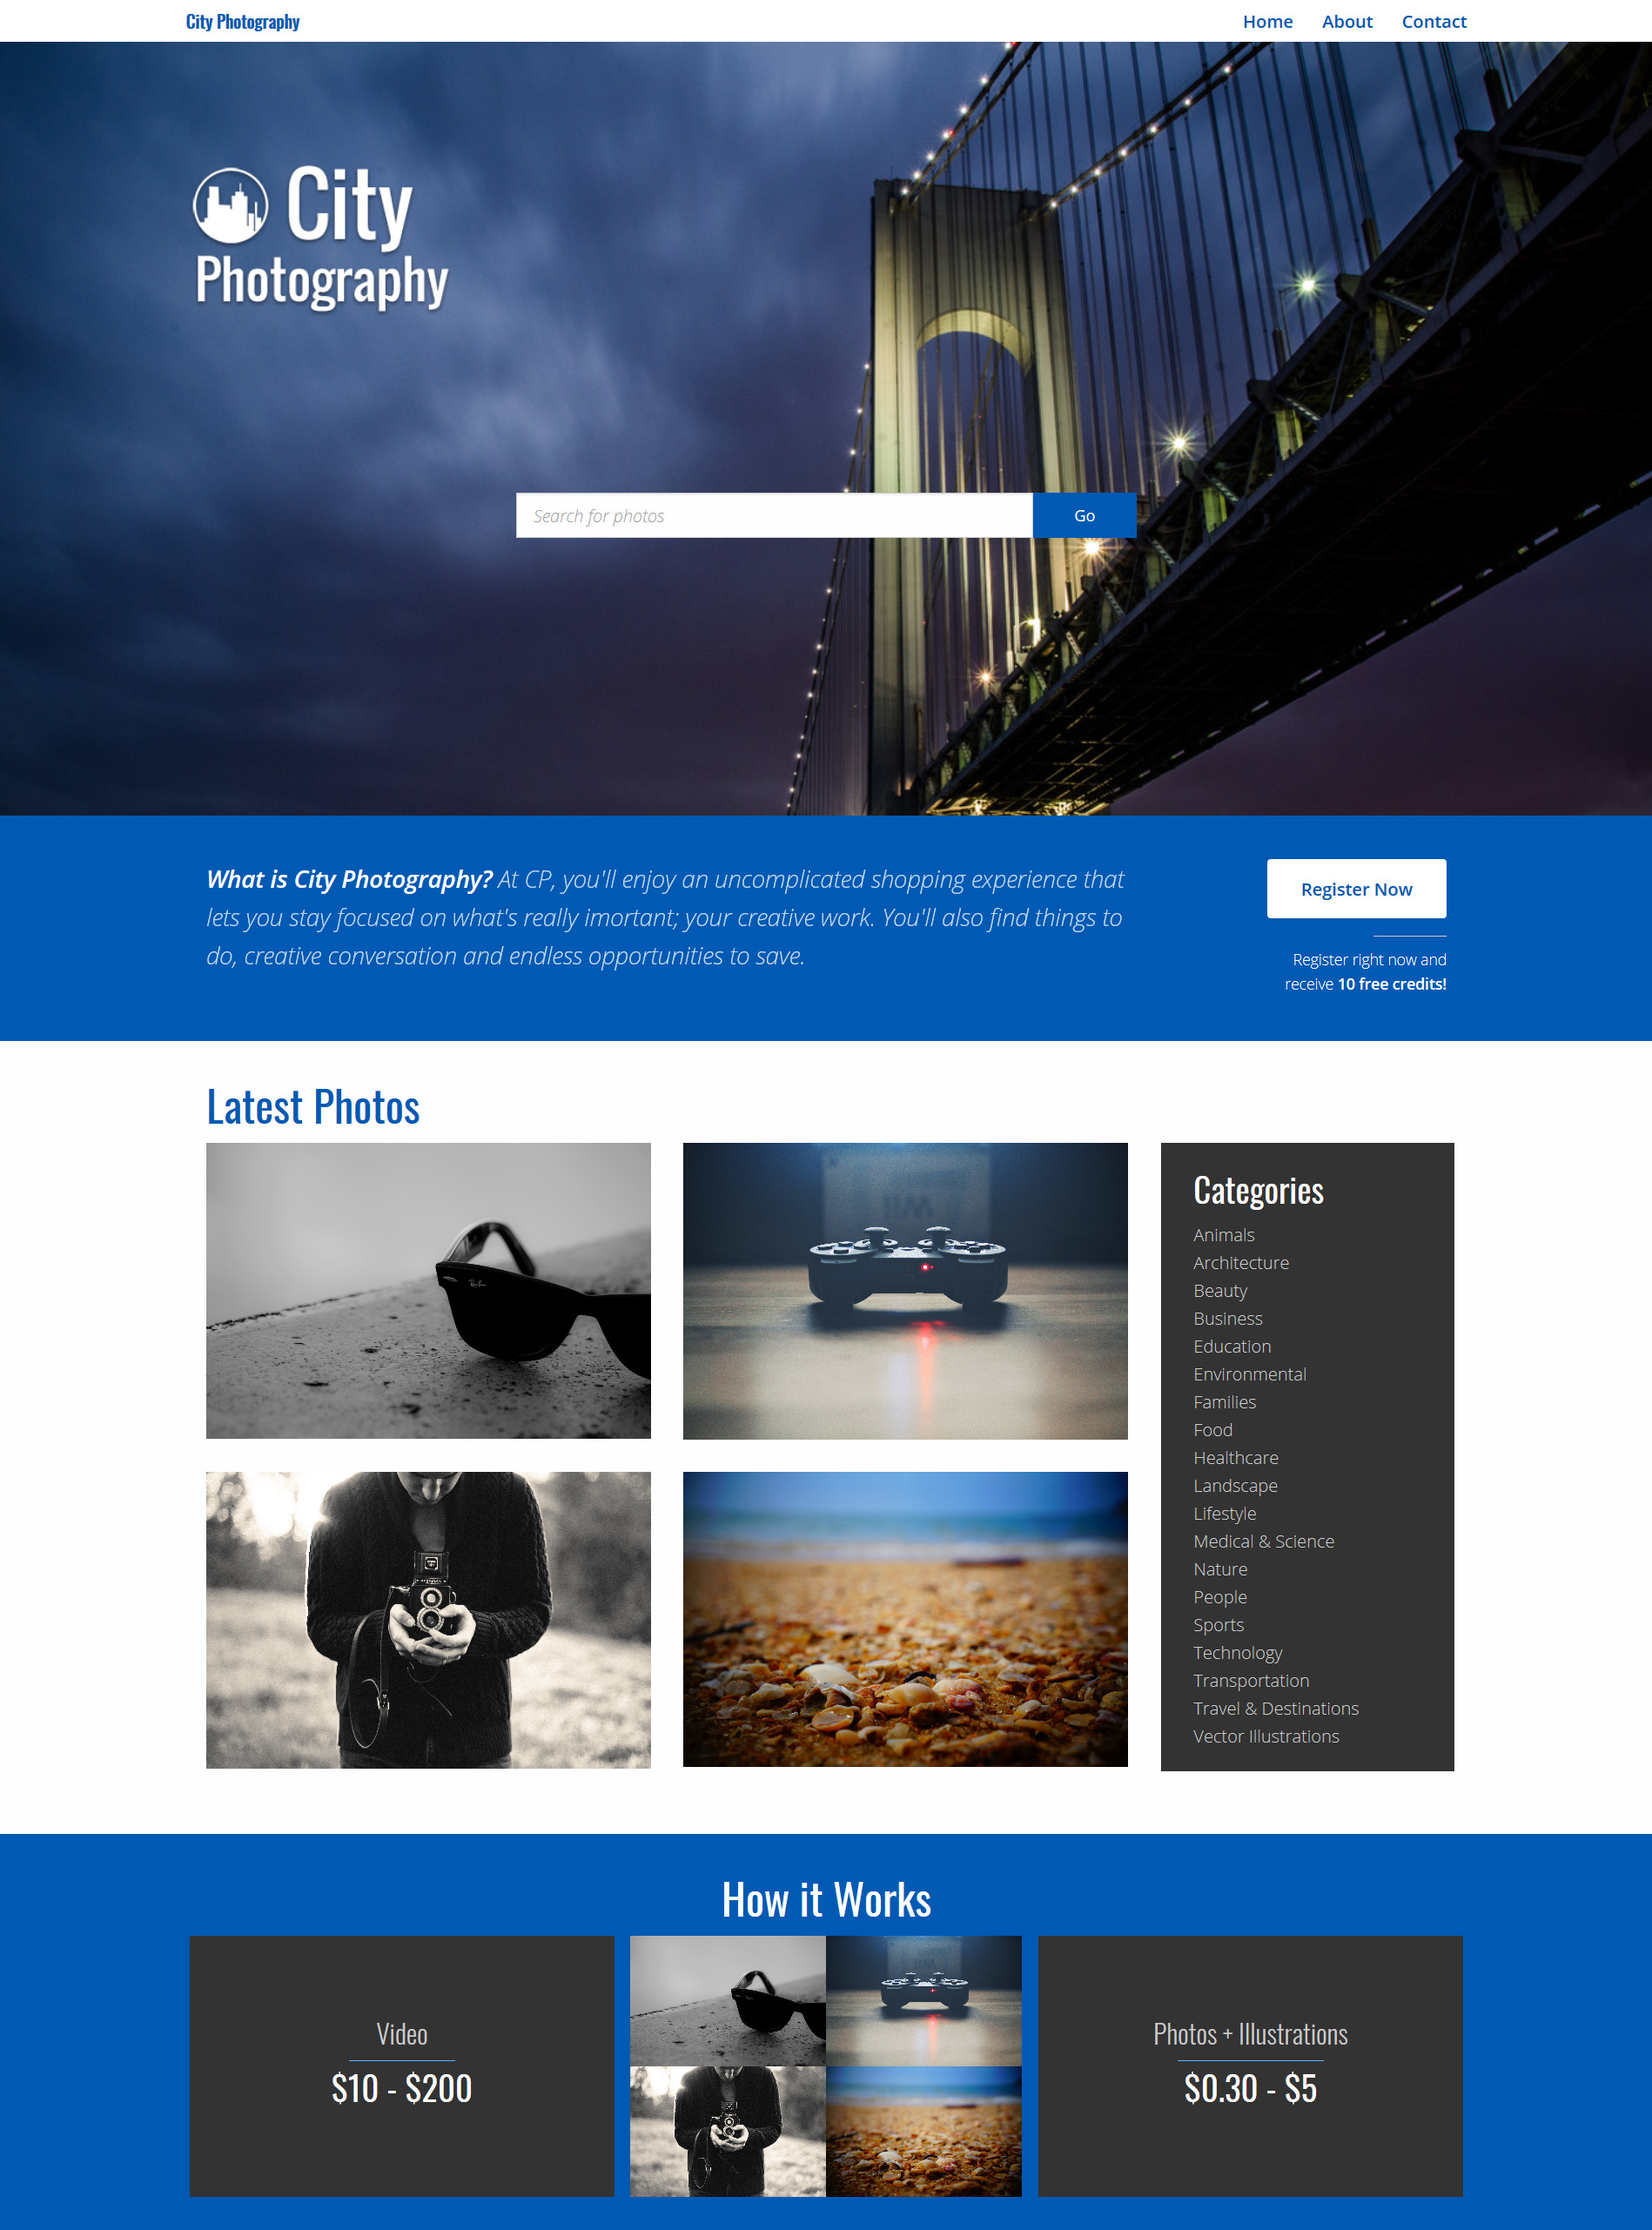 City Photography
Home About Contact
City
Photography
Search for photos
Go
What is City Photography? At CP, you'll enjoy an uncomplicated shopping experience that
lets you stay focused on what's really imortant; your creative work. You'll also find things to
do, creative conversation and endless opportunities to save.
Register Now
Register right now and
receive 10 free credits!
Latest Photos
Ray-Ban
Categories
Animals
Architecture
Beauty
Business
Education
Environmental
Families
Food
Healthcare
Landscape
Lifestyle
Medical & Science
Nature
People
Sports
Technology
Transportation
Travel & Destinations
Vector Illustrations
How it Works
Video
$10 - $200
Photos + Illustrations
$0.30 - $5